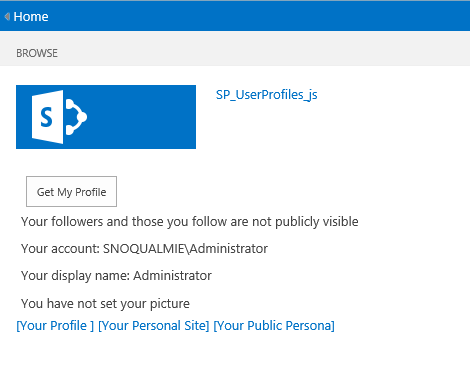 Home
BROWSE
S
SP_UserProfiles_js
Get My Profile
Your followers and those you follow are not publicly visible
Your account: SNOQUALMIE\Administrator
Your display name: Administrator
You have not set your picture
[Your Profile ] [Your Personal Site] [Your Public Persona]